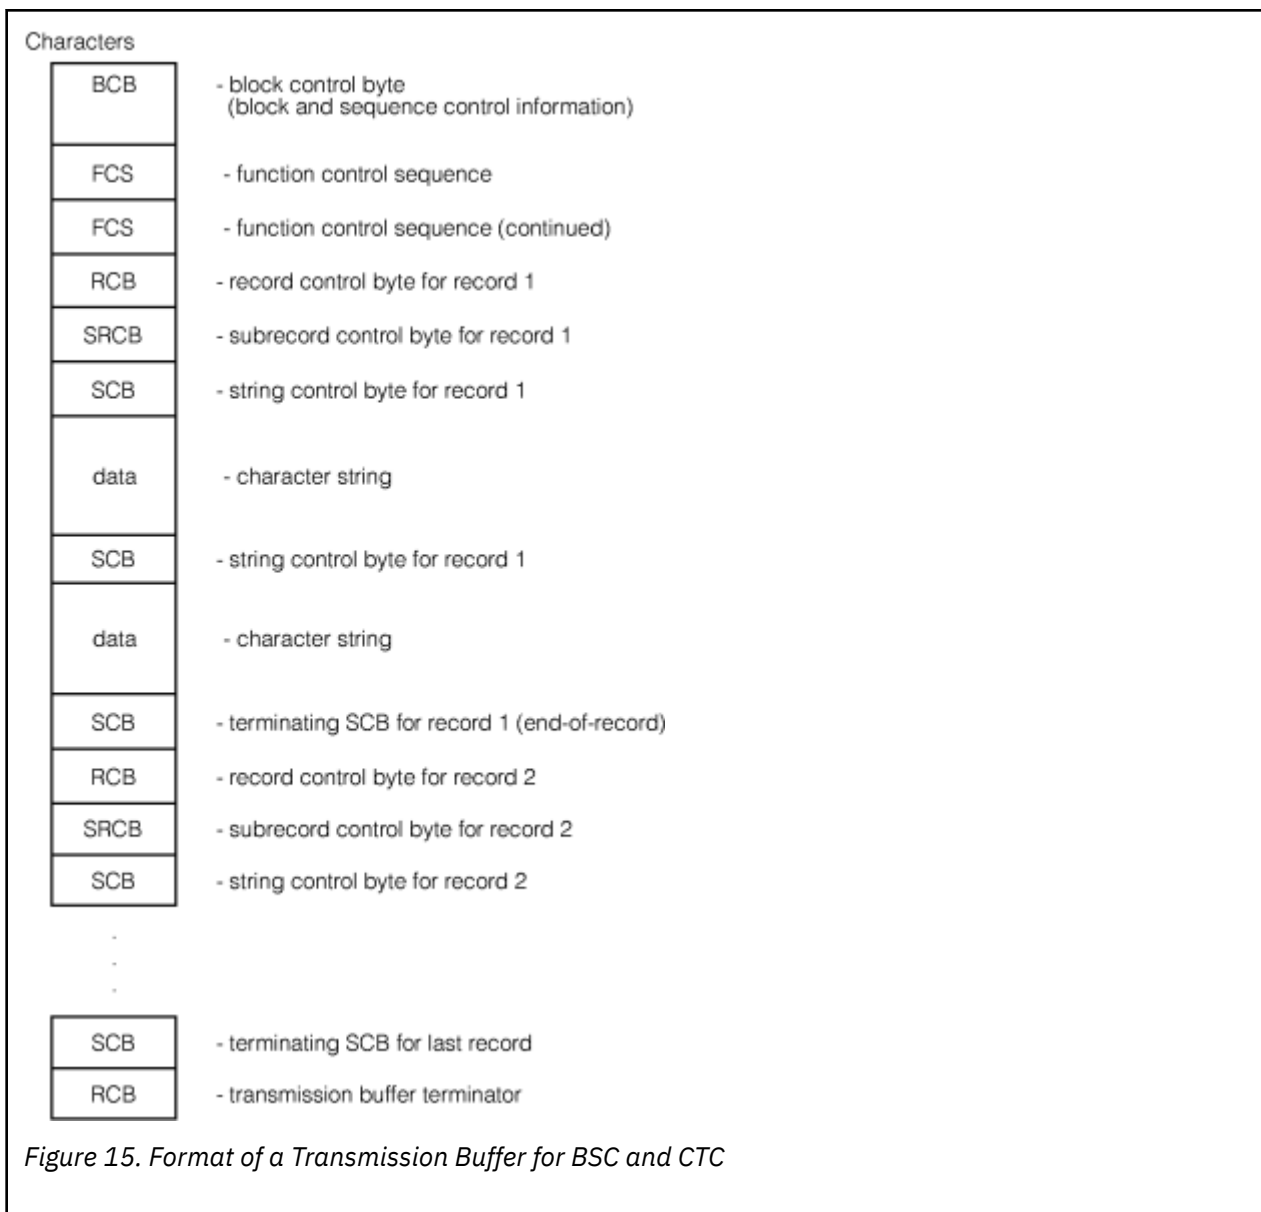 Characters
BCB - block control byte
(block and sequence control information)
FCS - function control sequence
FCS - function control sequence (continued)
RCB - record control byte for record 1
SRCB - subrecord control byte for record 1
SCB - string control byte for record 1
data - character string
SCB - string control byte for record 1
data - character string
SCB - terminating SCB for record 1 (end-of-record)
RCB - record control byte for record 2
SRCB - subrecord control byte for record 2
SCB - string control byte for record 2
.
.
.
SCB - terminating SCB for last record
RCB - transmission buffer terminator
Figure 15. Format of a Transmission Buffer for BSC and CTC